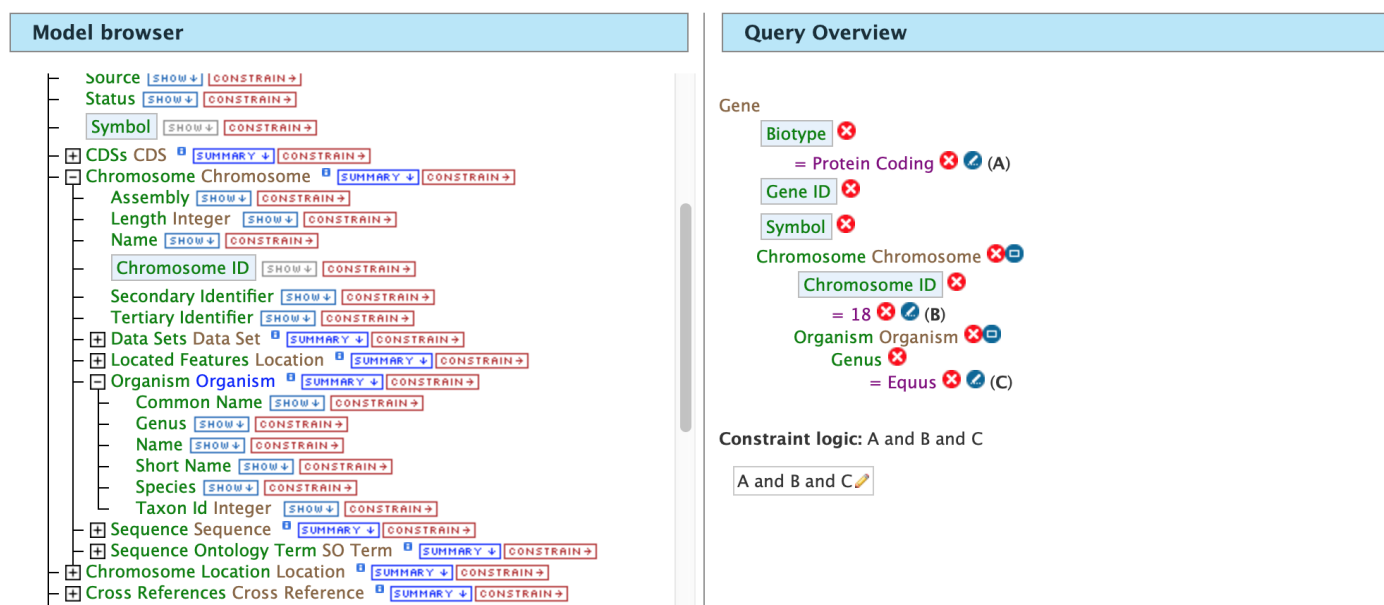 Model browser
Source SHOW CONSTRAIN
Status SHOW CONSTRAIN
Symbol SHOW CONSTRAIN
CDSs CDS SUMMARY CONSTRAIN
Chromosome Chromosome SUMMARY CONSTRAIN
Assembly SHOW CONSTRAIN
Length Integer SHOW CONSTRAIN
Name SHOW CONSTRAIN
Chromosome ID SHOW CONSTRAIN
Secondary Identifier SHOW CONSTRAIN
Tertiary Identifier SHOW CONSTRAIN
Data Sets Data Set SUMMARY CONSTRAIN
Located Features Location SUMMARY CONSTRAIN
Organism Organism SUMMARY CONSTRAIN
Common Name SHOW CONSTRAIN
Genus SHOW CONSTRAIN
Name SHOW CONSTRAIN
Short Name SHOW CONSTRAIN
Species SHOW CONSTRAIN
Taxon Id Integer SHOW CONSTRAIN
Sequence Sequence SUMMARY CONSTRAIN
Sequence Ontology Term SO Term SUMMARY CONSTRAIN
Chromosome Location Location SUMMARY CONSTRAIN
Cross References Cross Reference SUMMARY CONSTRAIN
Query Overview
Gene
Biotype
= Protein Coding (A)
Gene ID
Symbol
Chromosome Chromosome
Chromosome ID
= 18 (B)
Organism Organism
Genus
= Equus (C)
Constraint logic: A and B and C
A and B and C